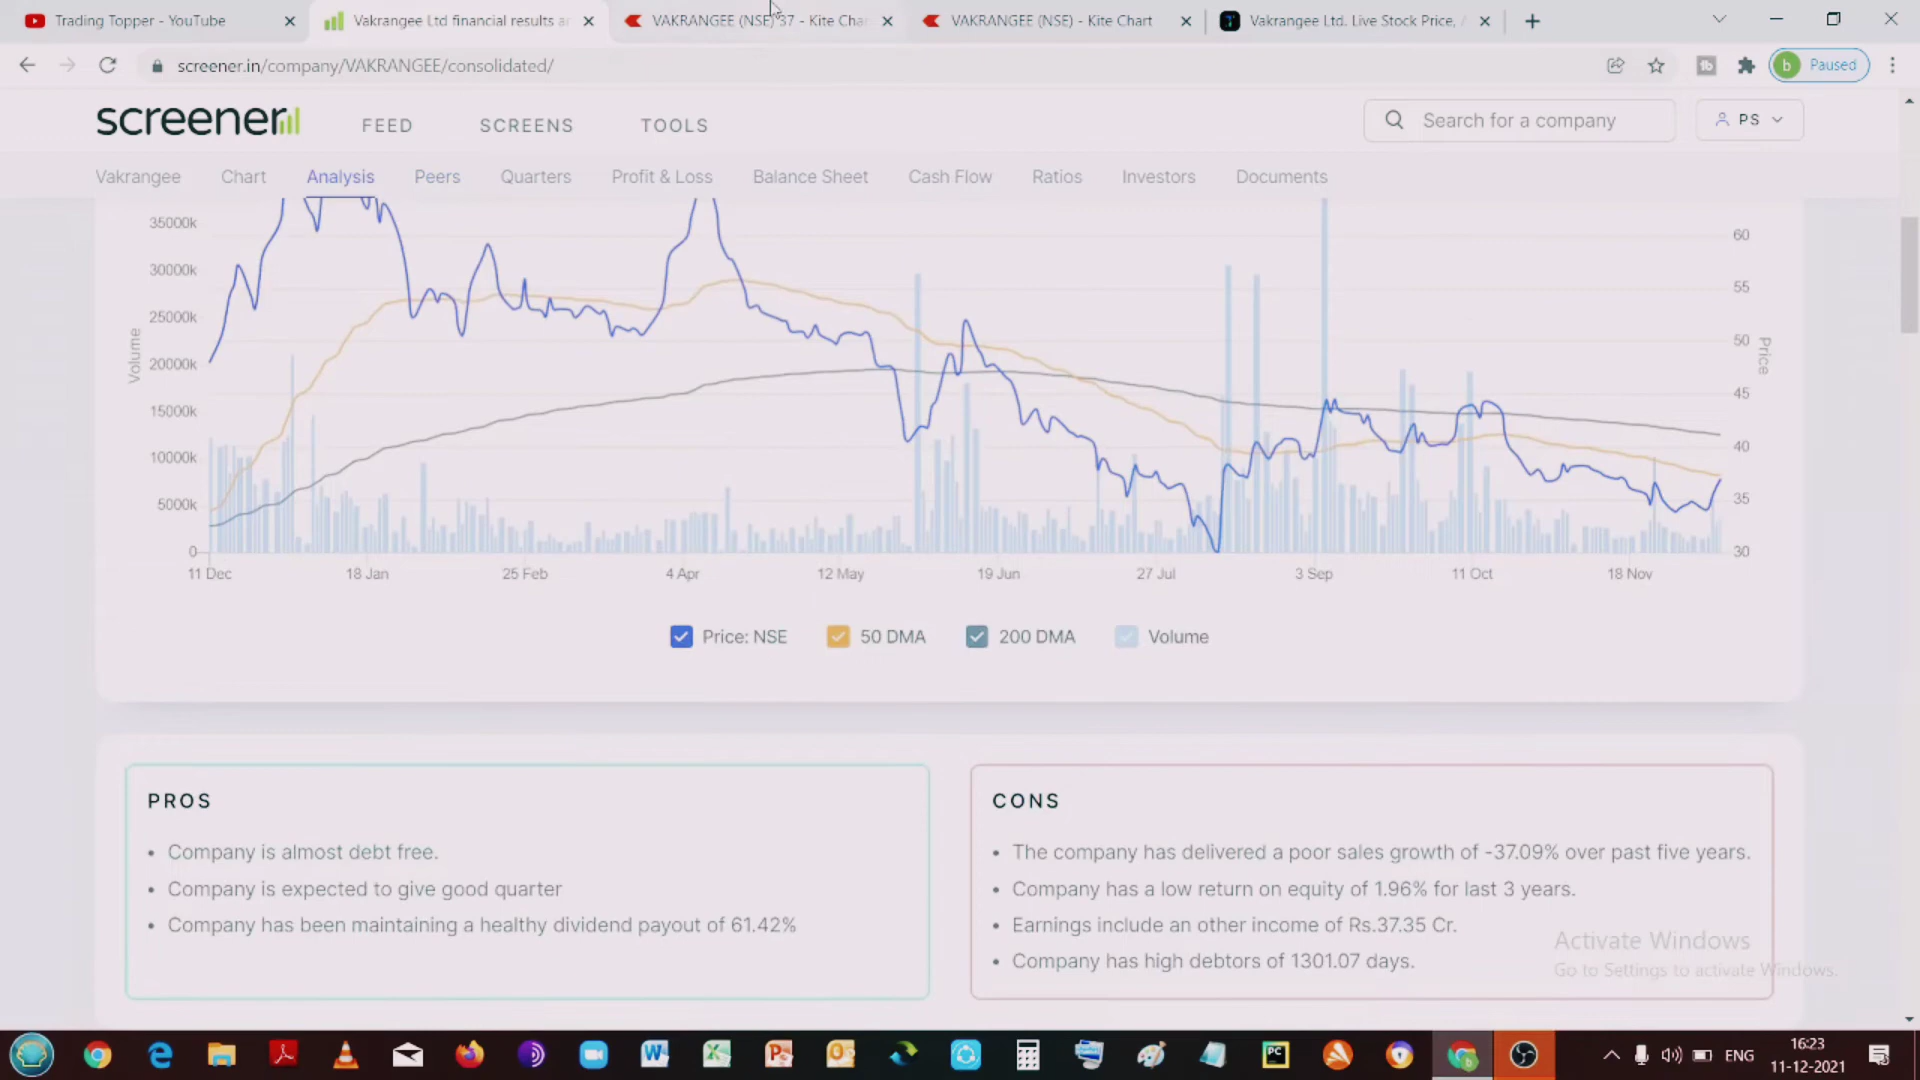 Trading Topper - YouTube
Vakrangee Ltd financial results a
VAKRANGEE (NSE) 37 - Kite Cha
VAKRANGEE (NSE) - Kite Chart
Vakrangee Ltd. Live Stock Price,
screener.in/company/VAKRANGEE/consolidated/
b Paused
screener
FEED SCREENS TOOLS
Search for a company
PS
Vakrangee Chart Analysis Peers Quarters Profit & Loss Balance Sheet Cash Flow Ratios Investors Documents
35000k
30000k
25000k
20000k
15000k
10000k
5000k
0
Volume
60
55
50
45
40
35
30
Price
11 Dec 18 Jan 25 Feb 4 Apr 12 May 19 Jun 27 Jul 3 Sep 11 Oct 18 Nov
Price: NSE 50 DMA 200 DMA Volume
PROS
• Company is almost debt free.
• Company is expected to give good quarter
• Company has been maintaining a healthy dividend payout of 61.42%
CONS
• The company has delivered a poor sales growth of -37.09% over past five years.
• Company has a low return on equity of 1.96% for last 3 years.
• Earnings include an other income of Rs.37.35 Cr.
• Company has high debtors of 1301.07 days.
Activate Windows
Go to Settings to activate Windows.
ENG
16:23
11-12-2021